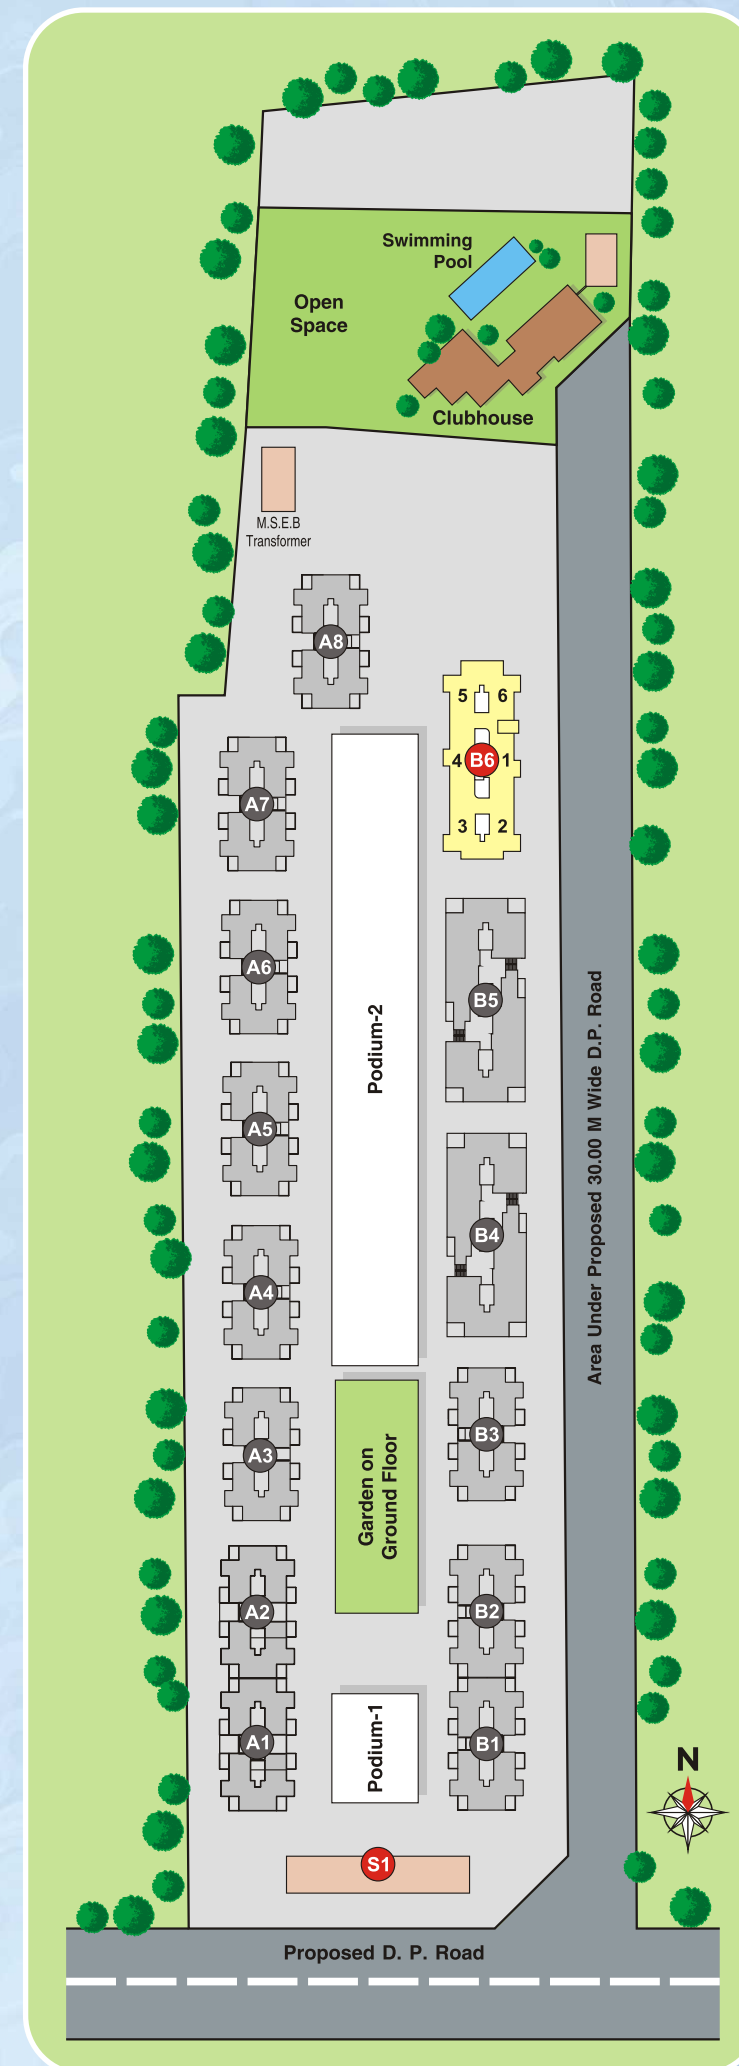 Swimming
Pool
Open
Space
Clubhouse
M.S.E.B
Transformer
A8
5 6
4 B6 1
3 2
A7
A6
B5
Podium-2
Area Under Proposed 30.00 M Wide D.P. Road
A5
B4
A4
B3
A3
Garden on
Ground Floor
A2
B2
A1
Podium-1
B1
N
S1
Proposed D. P. Road